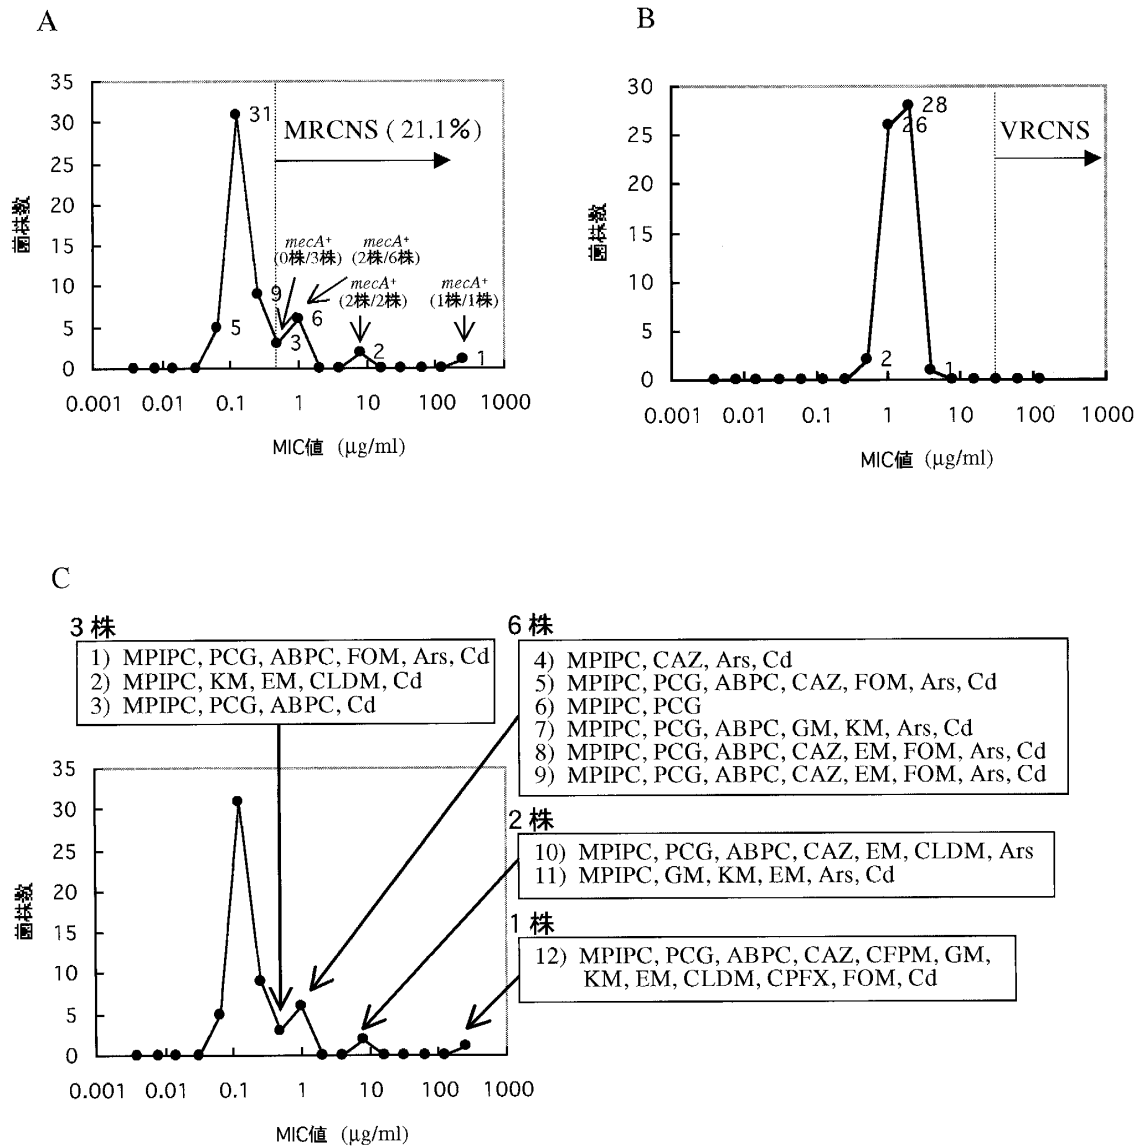 A
35
30
25
20
15
10
5
0
菌株数
31
MRCNS ( 21.1%)
mecA+
(0株/3株)
mecA+
(2株/6株)
mecA+
(2株/2株)
mecA+
(1株/1株)
9
5
3
6
2
1
0.001 0.01 0.1 1 10 100 1000
MIC値 (μg/ml)
B
30
25
20
15
10
5
0
菌株数
28
26
VRCNS
2
1
0.001 0.01 0.1 1 10 100 1000
MIC値 (μg/ml)
C
3 株
1) MPIPC, PCG, ABPC, FOM, Ars, Cd
2) MPIPC, KM, EM, CLDM, Cd
3) MPIPC, PCG, ABPC, Cd
6 株
4) MPIPC, CAZ, Ars, Cd
5) MPIPC, PCG, ABPC, CAZ, FOM, Ars, Cd
6) MPIPC, PCG
7) MPIPC, PCG, ABPC, GM, KM, Ars, Cd
8) MPIPC, PCG, ABPC, CAZ, EM, FOM, Ars, Cd
9) MPIPC, PCG, ABPC, CAZ, EM, FOM, Ars, Cd
2 株
10) MPIPC, PCG, ABPC, CAZ, EM, CLDM, Ars
11) MPIPC, GM, KM, EM, Ars, Cd
1 株
12) MPIPC, PCG, ABPC, CAZ, CFPM, GM,
KM, EM, CLDM, CPFX, FOM, Cd
35
30
25
20
15
10
5
0
菌株数
0.001 0.01 0.1 1 10 100 1000
MIC値 (μg/ml)